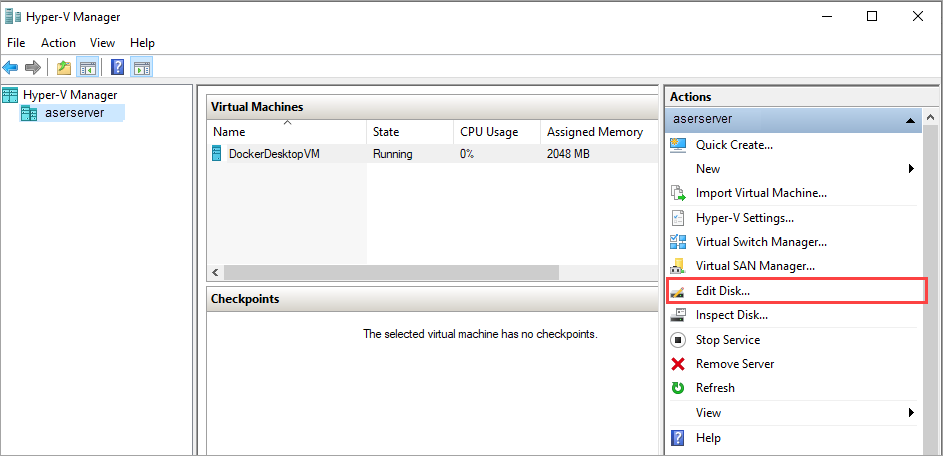 Hyper-V Manager
File Action View Help
Hyper-V Manager
aserserver
Virtual Machines
Name State CPU Usage Assigned Memory
DockerDesktopVM Running 0% 2048 MB
Checkpoints
The selected virtual machine has no checkpoints.
Actions
aserserver
Quick Create...
New
Import Virtual Machine...
Hyper-V Settings...
Virtual Switch Manager...
Virtual SAN Manager...
Edit Disk...
Inspect Disk...
Stop Service
Remove Server
Refresh
View
Help